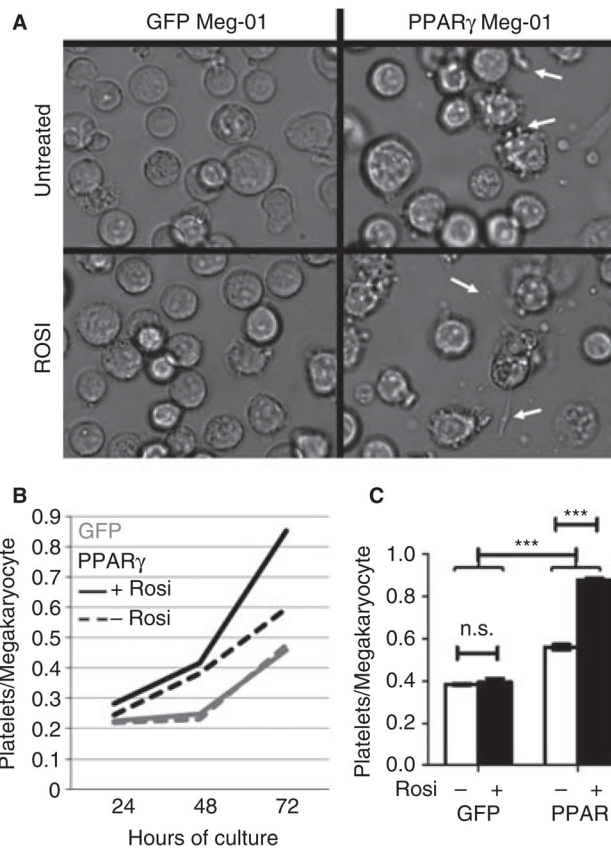 A
GFP Meg-01
PPARγ Meg-01
Untreated
ROSI
B
Platelets/Megakaryocyte
0.9
0.8
0.7
0.6
0.5
0.4
0.3
0.2
0.1
0
GFP
PPARγ
+ Rosi
– Rosi
24 48 72
Hours of culture
C
Platelets/Megakaryocyte
***
***
n.s.
1.0
0.8
0.6
0.4
0.2
0.0
Rosi – + – +
GFP PPAR